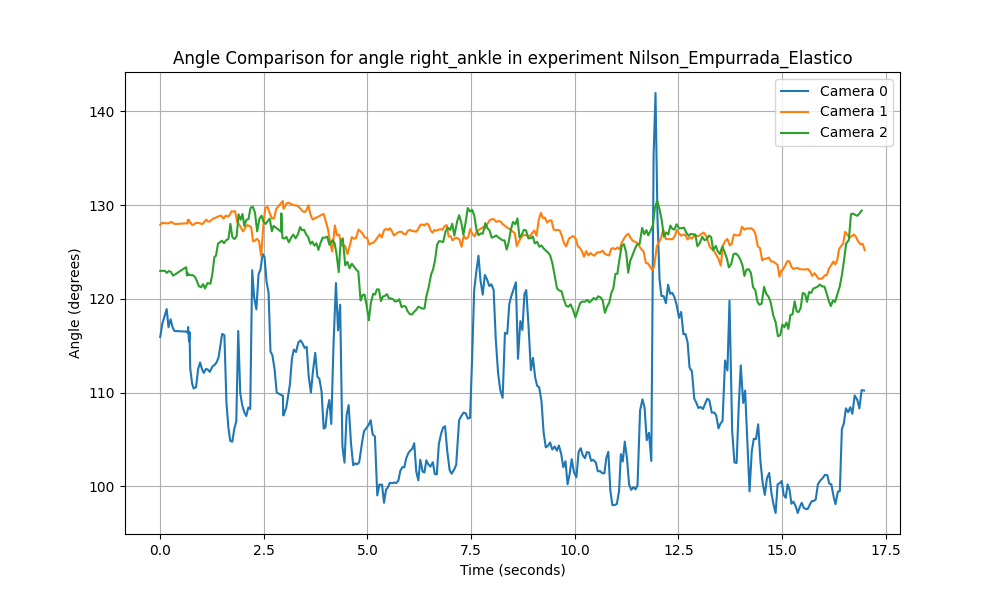 Angle Comparison for angle right_ankle in experiment Nilson_Empurrada_Elastico
Camera 0
Camera 1
Camera 2
140
130
120
110
100
Angle (degrees)
0.0 2.5 5.0 7.5 10.0 12.5 15.0 17.5
Time (seconds)